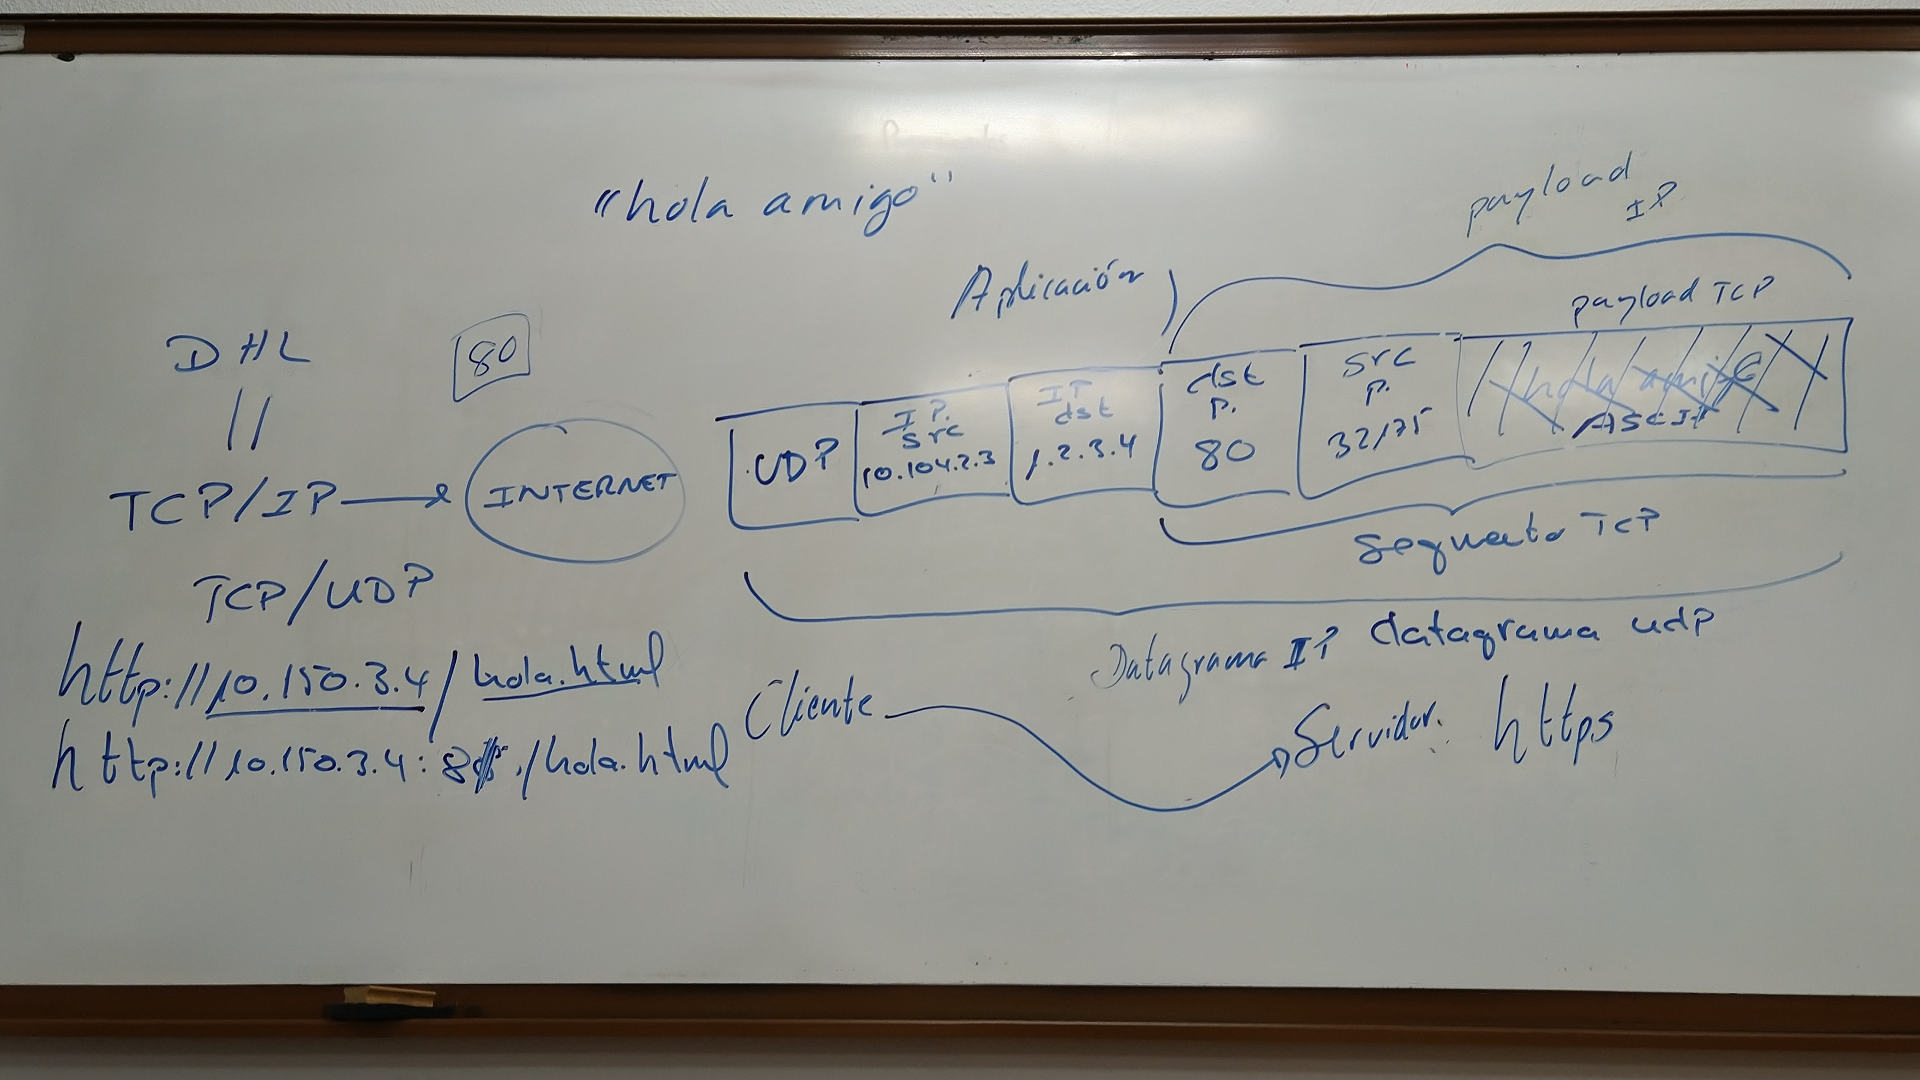 "hola amigo"
payload
IP
Aplicación
payload TCP
DHL
80
//
TCP/IP
INTERNET
TCP/UDP
UDP
IP.
src
10.104.2.3
IP
dst
1.2.3.4
dst
P.
80
src
P.
32175
hola amig
ASCII
Segmento TCP
Datagrama IP datagrama udP
http://10.150.3.4/hola.html
http://10.150.3.4:8 /hola.html
Cliente
Servidor.
https